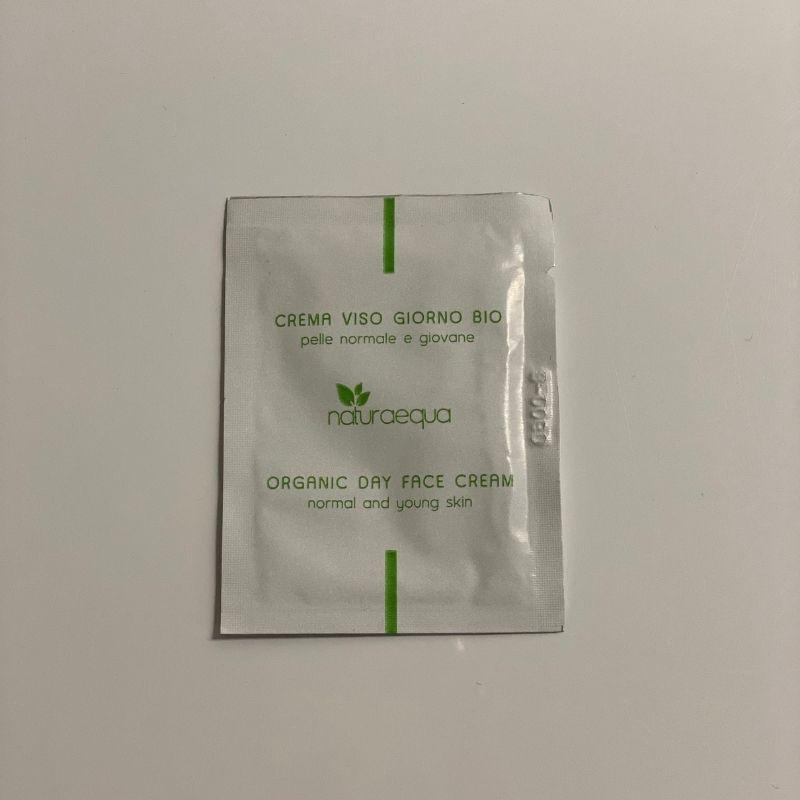 CREMA VISO GIORNO BIO
pelle normale e giovane
naturaequa
ORGANIC DAY FACE CREAM
normal and young skin